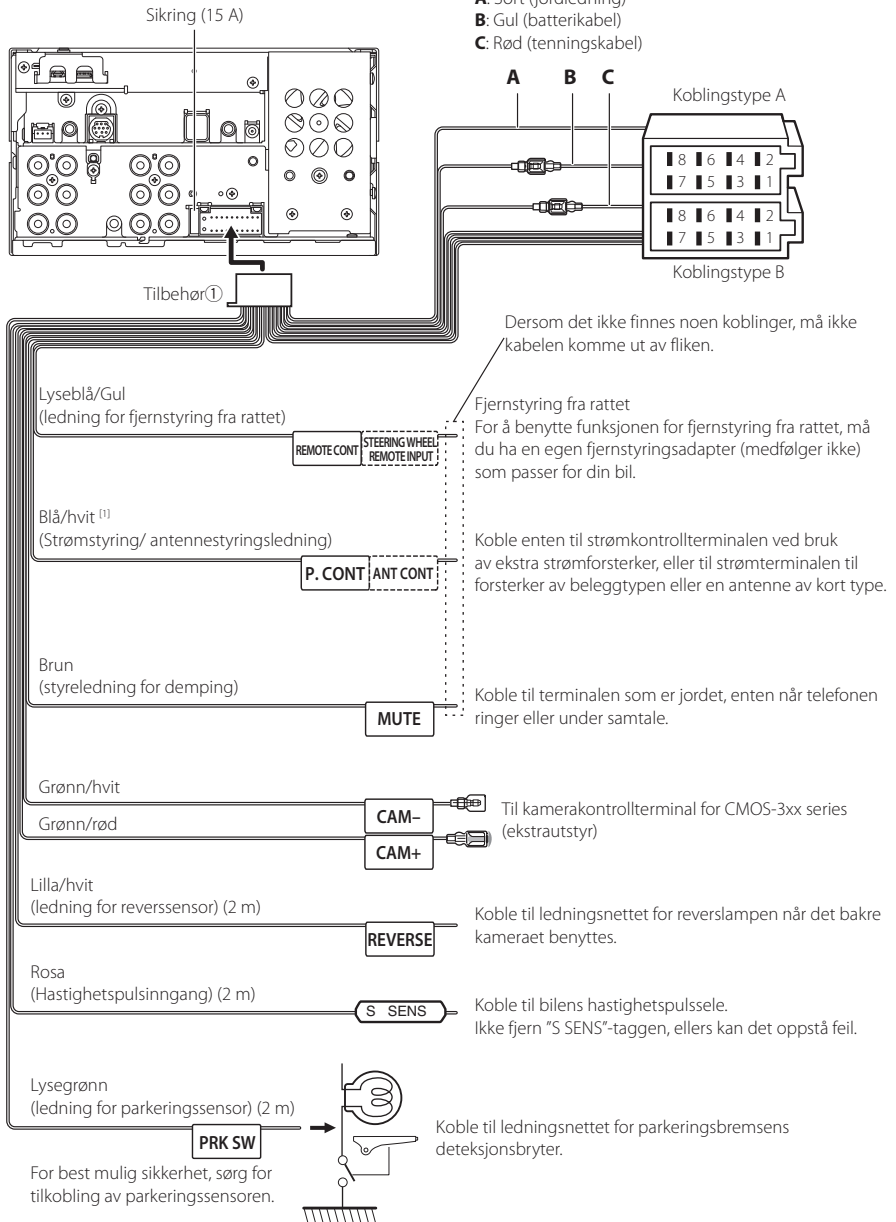 Sikring (15 A)
B: Gul (batterikabel)
C: Rød (tenningskabel)
A B C
Koblingstype A
8 6 4 2
7 5 3 1
8 6 4 2
7 5 3 1
Koblingstype B
Tilbehør①
Dersom det ikke finnes noen koblinger, må ikke
kabelen komme ut av fliken.
Lyseblå/Gul
(ledning for fjernstyring fra rattet)
REMOTE CONT
STEERING WHEEL
REMOTE INPUT
Fjernstyring fra rattet
For å benytte funksjonen for fjernstyring fra rattet, må
du ha en egen fjernstyringsadapter (medfølger ikke)
som passer for din bil.
Blå/hvit [1]
(Strømstyring/ antennestyringsledning)
P. CONT ANT CONT
Koble enten til strømkontrollterminalen ved bruk
av ekstra strømforsterker, eller til strømterminalen til
forsterker av beleggtypen eller en antenne av kort type.
Brun
(styreledning for demping)
MUTE
Koble til terminalen som er jordet, enten når telefonen
ringer eller under samtale.
Grønn/hvit
CAM–
Grønn/rød
CAM+
Til kamerakontrollterminal for CMOS-3xx series
(ekstrautstyr)
Lilla/hvit
(ledning for reverssensor) (2 m)
REVERSE
Koble til ledningsnettet for reverslampen når det bakre
kameraet benyttes.
Rosa
(Hastighetspulsinngang) (2 m)
S SENS
Koble til bilens hastighetspulssele.
Ikke fjern "S SENS"-taggen, ellers kan det oppstå feil.
Lysegrønn
(ledning for parkeringssensor) (2 m)
PRK SW
Koble til ledningsnettet for parkeringsbremsens
deteksjonsbryter.
For best mulig sikkerhet, sørg for
tilkobling av parkeringssensoren.